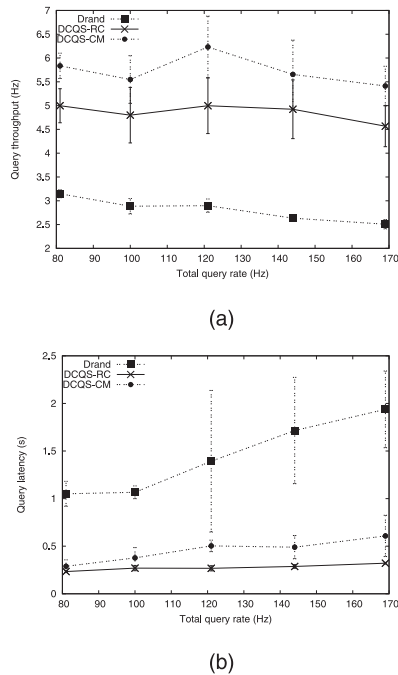 7
6.5
6
5.5
5
4.5
4
3.5
3
2.5
2
Query throughput (Hz)
Drand
DCQS-RC
DCQS-CM
80 90 100 110 120 130 140 150 160 170
Total query rate (Hz)
(a)
2.5
2
1.5
1
0.5
0
Query latency (s)
Drand
DCQS-RC
DCQS-CM
80 90 100 110 120 130 140 150 160 170
Total query rate (Hz)
(b)